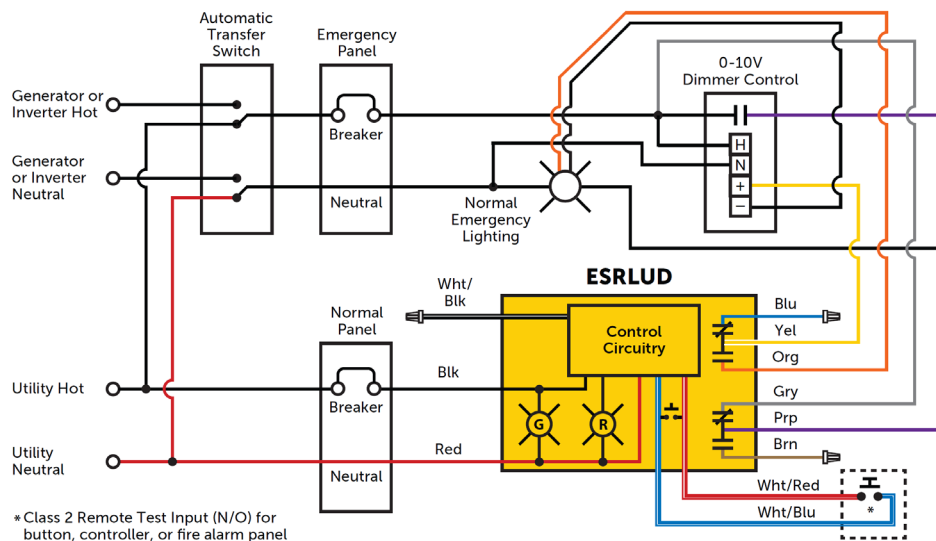 Automatic
Transfer
Switch
Emergency
Panel
0-10V
Dimmer Control
Generator or
Inverter Hot
Breaker
H
N
+
–
Generator
or Inverter
Neutral
Neutral
Normal
Emergency
Lighting
ESRLUD
Wht/
Blk
Normal
Panel
Control
Circuitry
Blu
Yel
Org
Utility Hot
Breaker
Blk
G
R
Gry
Prp
Brn
Utility
Neutral
Neutral
Red
Wht/Red
Wht/Blu
*
*Class 2 Remote Test Input (N/O) for
button, controller, or fire alarm panel